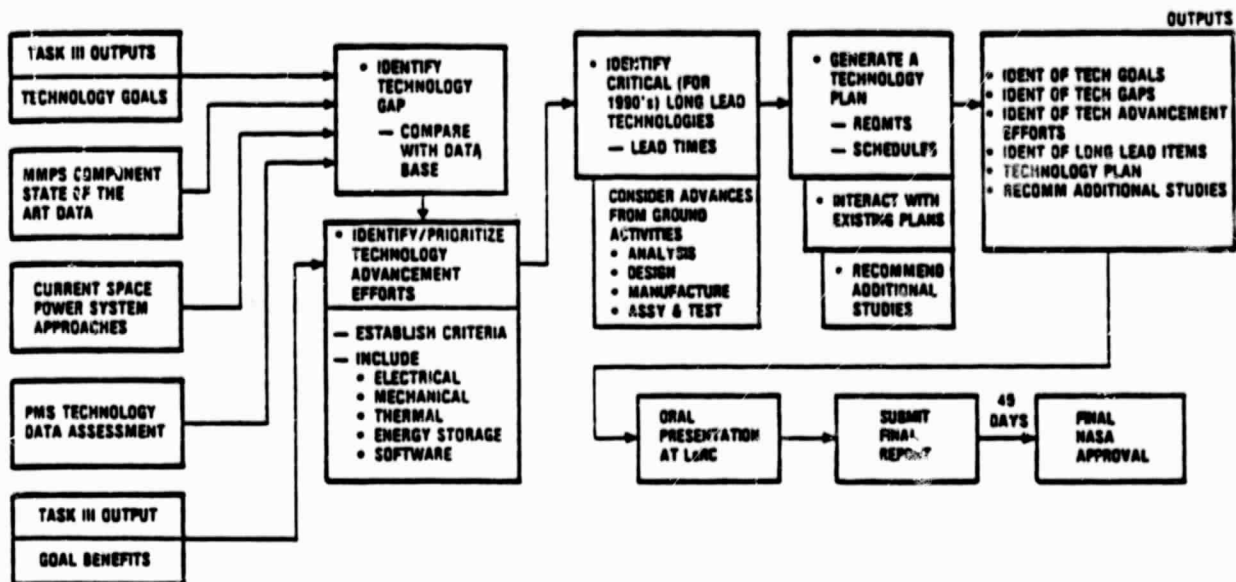 TASK III OUTPUTS
TECHNOLOGY GOALS
MMPS COMPONENT
STATE OF THE
ART DATA
CURRENT SPACE
POWER SYSTEM
APPROACHES
PMS TECHNOLOGY
DATA ASSESSMENT
TASK III OUTPUT
GOAL BENEFITS
• IDENTIFY
TECHNOLOGY
GAP
— COMPARE
WITH DATA
BASE
• IDENTIFY/PRIORITIZE
TECHNOLOGY
ADVANCEMENT
EFFORTS
— ESTABLISH CRITERIA
— INCLUDE
• ELECTRICAL
• MECHANICAL
• THERMAL
• ENERGY STORAGE
• SOFTWARE
• IDENTIFY
CRITICAL (FOR
1990's) LONG LEAD
TECHNOLOGIES
— LEAD TIMES
CONSIDER ADVANCES
FROM GROUND
ACTIVITIES
• ANALYSIS
• DESIGN
• MANUFACTURE
• ASSY & TEST
• GENERATE A
TECHNOLOGY
PLAN
— REQMTS
— SCHEDULES
• INTERACT WITH
EXISTING PLANS
• RECOMMEND
ADDITIONAL
STUDIES
OUTPUTS
• IDENT OF TECH GOALS
• IDENT OF TECH GAPS
• IDENT OF TECH ADVANCEMENT
EFFORTS
• IDENT OF LONG LEAD ITEMS
• TECHNOLOGY PLAN
• RECOMM ADDITIONAL STUDIES
ORAL
PRESENTATION
AT LeRC
SUBMIT
FINAL
REPORT
45
DAYS
FINAL
NASA
APPROVAL